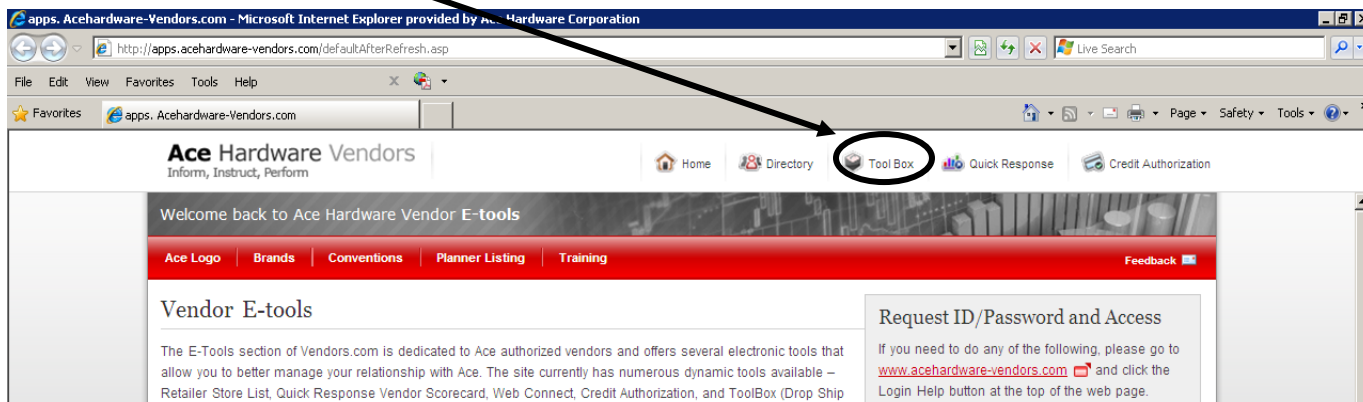 apps. Acehardware-Vendors.com - Microsoft Internet Explorer provided by Ace Hardware Corporation
http://apps.acehardware-vendors.com/defaultAfterRefresh.asp
Live Search
File Edit View Favorites Tools Help
Favorites apps. Acehardware-Vendors.com Page Safety Tools
Ace Hardware Vendors
Inform, Instruct, Perform
Home Directory Tool Box Quick Response Credit Authorization
Welcome back to Ace Hardware Vendor E-tools
Ace Logo Brands Conventions Planner Listing Training Feedback
Vendor E-tools
The E-Tools section of Vendors.com is dedicated to Ace authorized vendors and offers several electronic tools that
allow you to better manage your relationship with Ace. The site currently has numerous dynamic tools available –
Retailer Store List, Quick Response Vendor Scorecard, Web Connect, Credit Authorization, and ToolBox (Drop Ship
Request ID/Password and Access
If you need to do any of the following, please go to
www.acehardware-vendors.com and click the
Login Help button at the top of the web page.